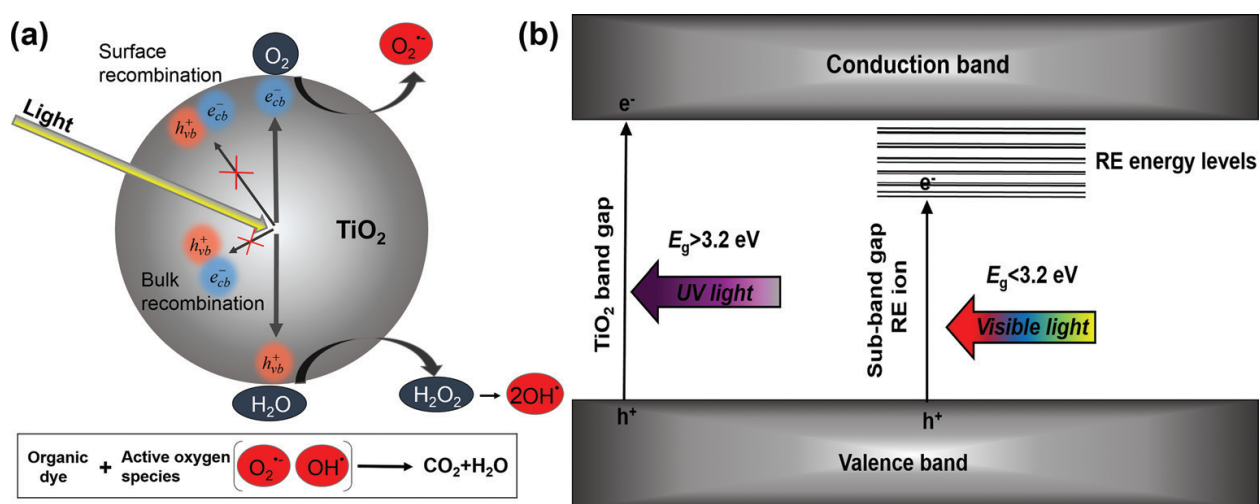 (a)
Surface
recombination
O₂
O₂•-
Light
e⁻cb
h⁺vb
e⁻cb
TiO₂
h⁺vb
e⁻cb
Bulk
recombination
h⁺vb
H₂O
H₂O₂
2OH•
Organic
dye
+
Active oxygen
species
O₂•-
OH•
CO₂+H₂O
(b)
Conduction band
e-
RE energy levels
e-
TiO₂ band gap
Eg>3.2 eV
UV light
Sub-band gap
RE ion
Eg<3.2 eV
Visible light
h+
h+
Valence band